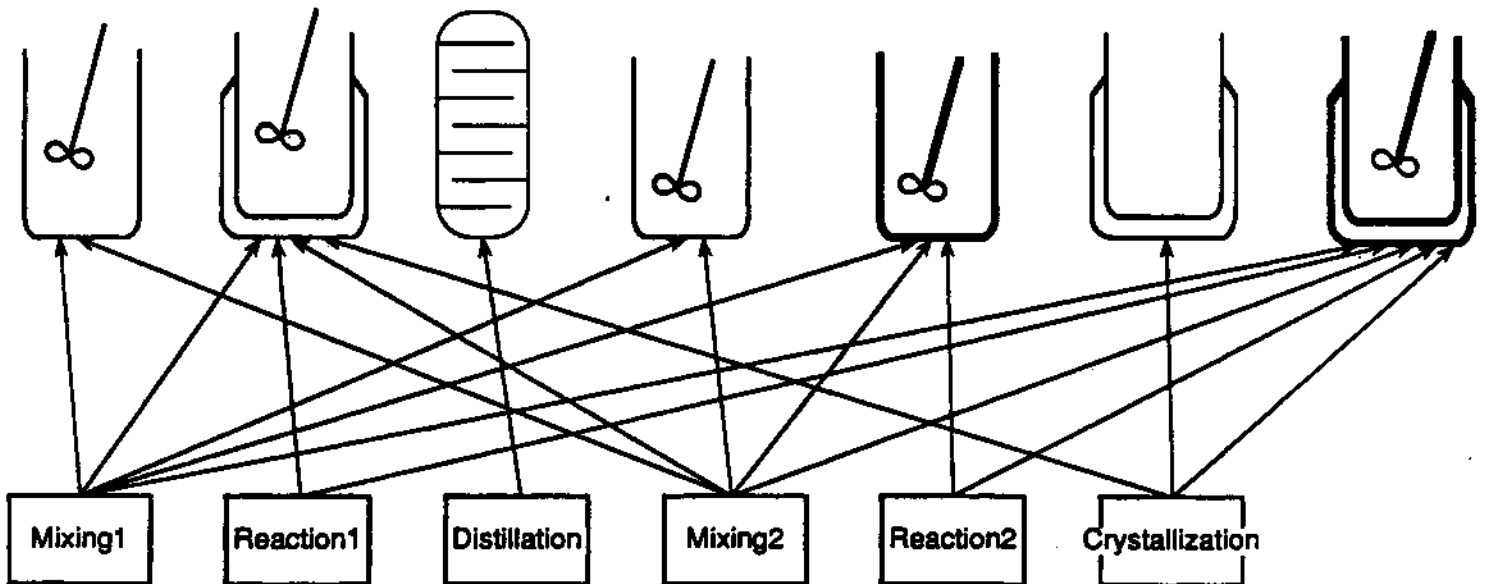 Mixing1
Reaction1
Distillation
Mixing2
Reaction2
Crystallization